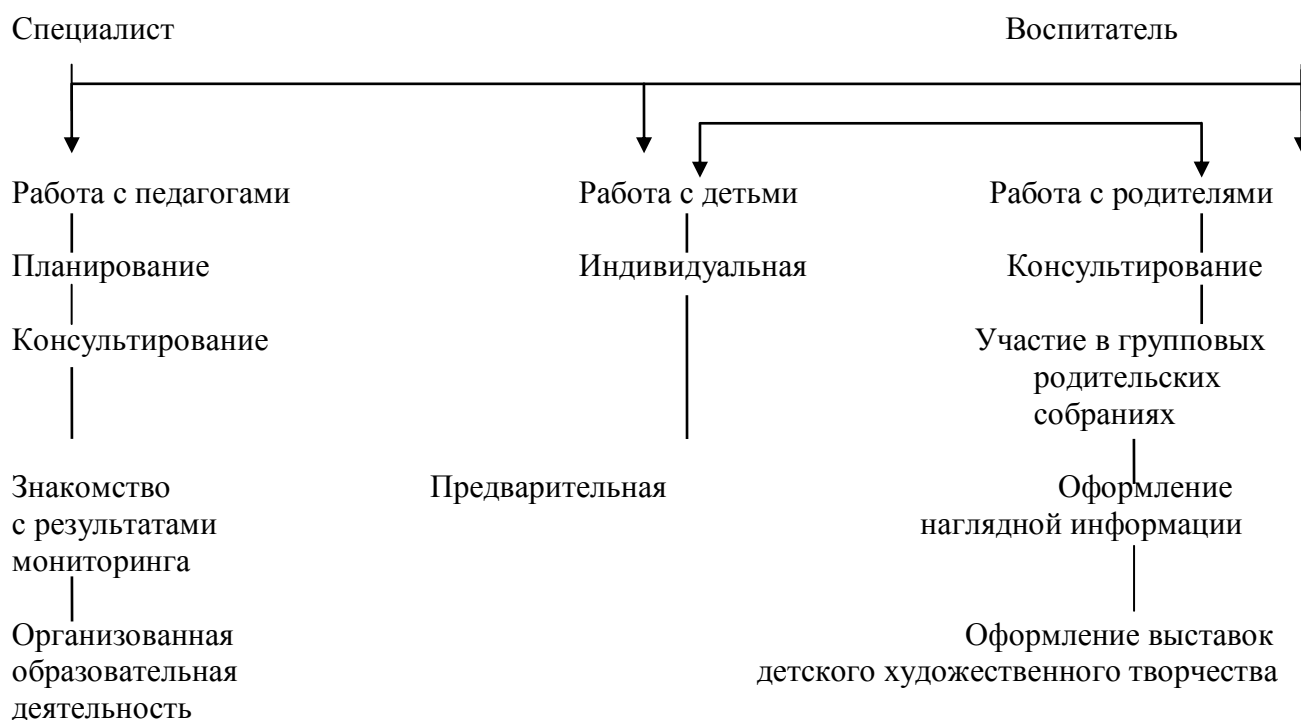 Специалист
Воспитатель
Работа с педагогами
Работа с детьми
Работа с родителями
Планирование
Индивидуальная
Консультирование
Консультирование
Участие в групповых
родительских
собраниях
Знакомство
с результатами
мониторинга
Предварительная
Оформление
наглядной информации
Организованная
образовательная
деятельность
Оформление выставок
детского художественного творчества